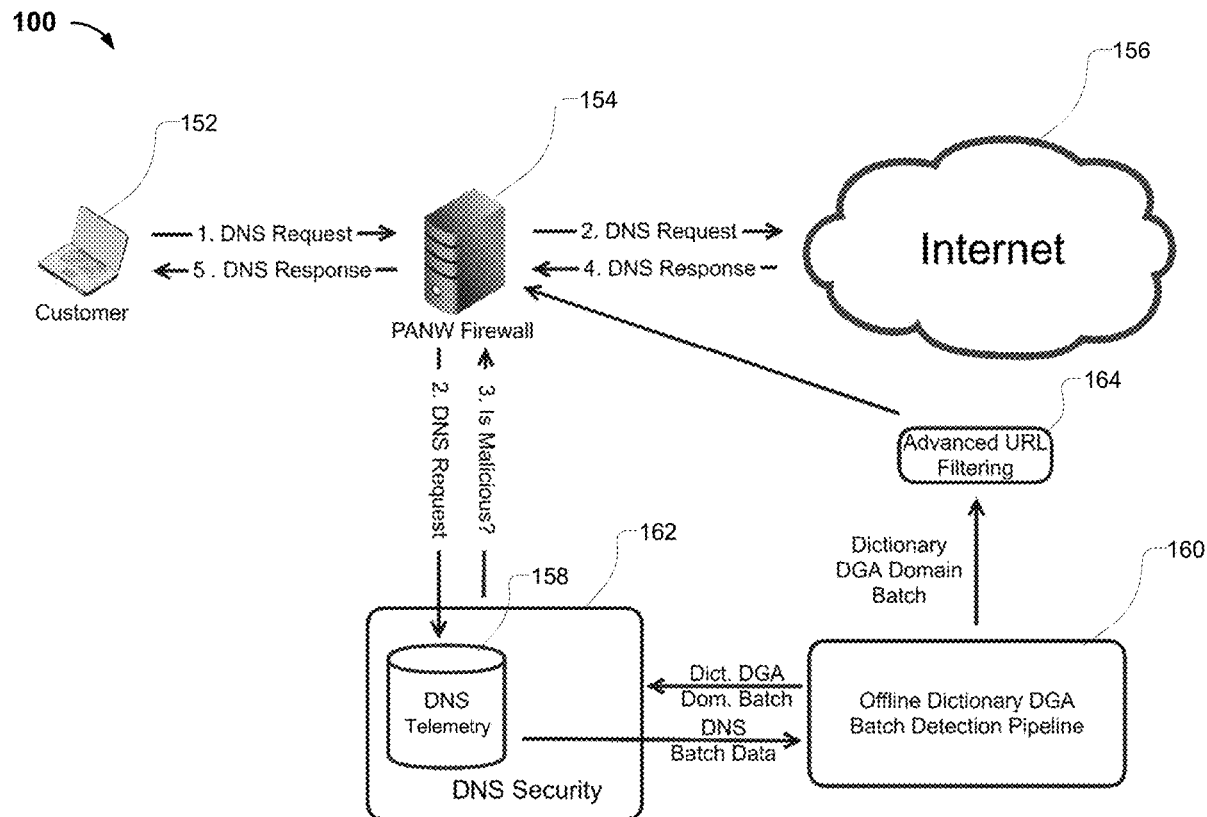 100
156
154
152
1. DNS Request
2. DNS Request
Internet
5 . DNS Response
4. DNS Response
Customer
PANW Firewall
2. DNS Request
3. Is Malicious?
164
Advanced URL
Filtering
162
158
Dictionary
DGA Domain
Batch
160
DNS
Telemetry
Dict. DGA
Dom. Batch
DNS
Batch Data
Offline Dictionary DGA
Batch Detection Pipeline
DNS Security